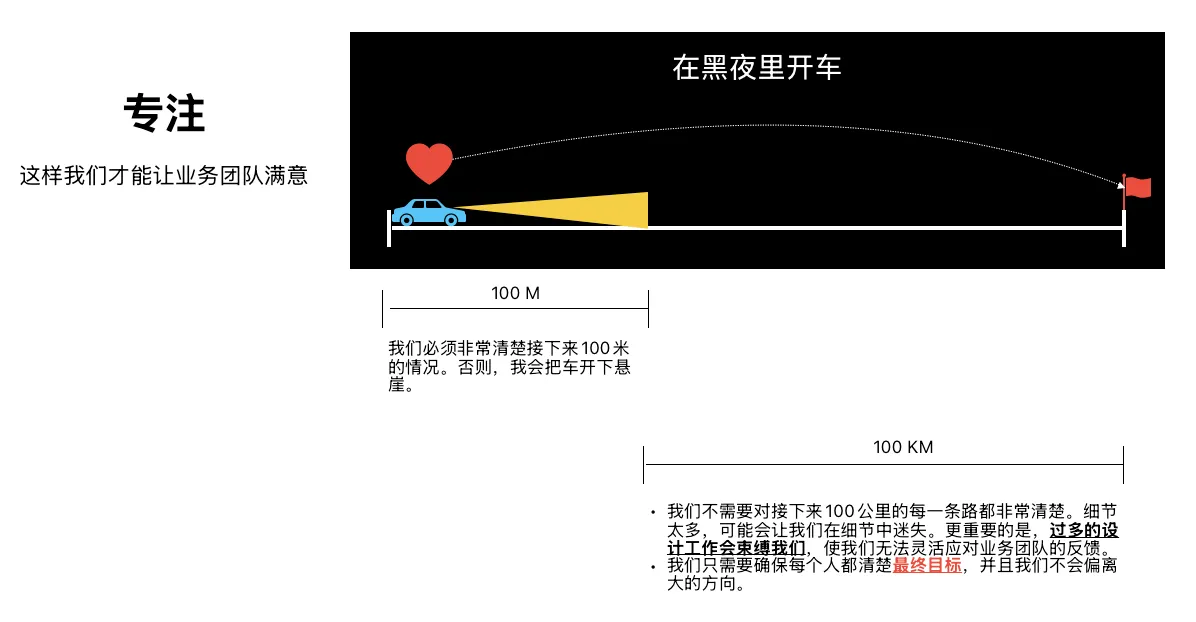 专注
这样我们才能让业务团队满意
在黑夜里开车
100 M
我们必须非常清楚接下来100米
的情况。否则，我会把车开下悬
崖。
100 KM
• 我们不需要对接下来100公里的每一条路都非常清楚。细节
太多，可能会让我们在细节中迷失。更重要的是，过多的设
计工作会束缚我们，使我们无法灵活应对业务团队的反馈。
• 我们只需要确保每个人都清楚最终目标，并且我们不会偏离
大的方向。